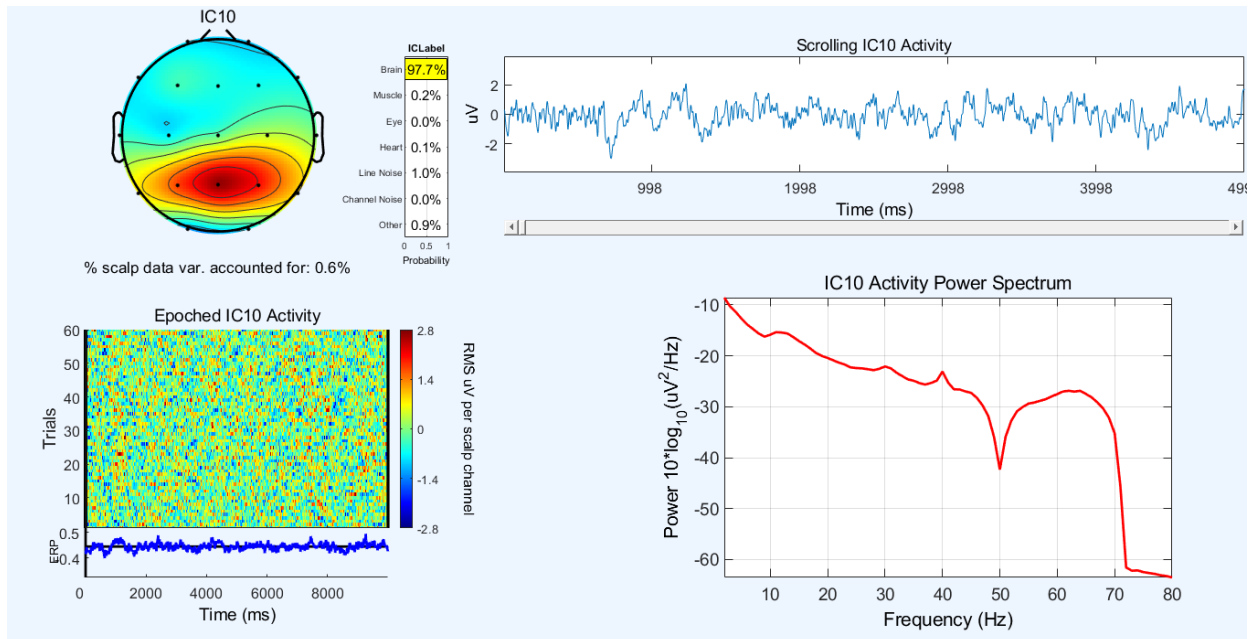 IC10
ICLabel
Brain 97.7%
Muscle 0.2%
Eye 0.0%
Heart 0.1%
Line Noise 1.0%
Channel Noise 0.0%
Other 0.9%
0 0.5 1
Probability
% scalp data var. accounted for: 0.6%
Scrolling IC10 Activity
uV
2
0
-2
998 1998 2998 3998 499
Time (ms)
Epoched IC10 Activity
Trials
60
50
40
30
20
10
2.8
1.4
0
-1.4
-2.8
RMS uV per scalp channel
ERP
0.5
-0.4
0 2000 4000 6000 8000
Time (ms)
IC10 Activity Power Spectrum
Power 10*log10(uV2/Hz)
-10
-20
-30
-40
-50
-60
10 20 30 40 50 60 70 80
Frequency (Hz)